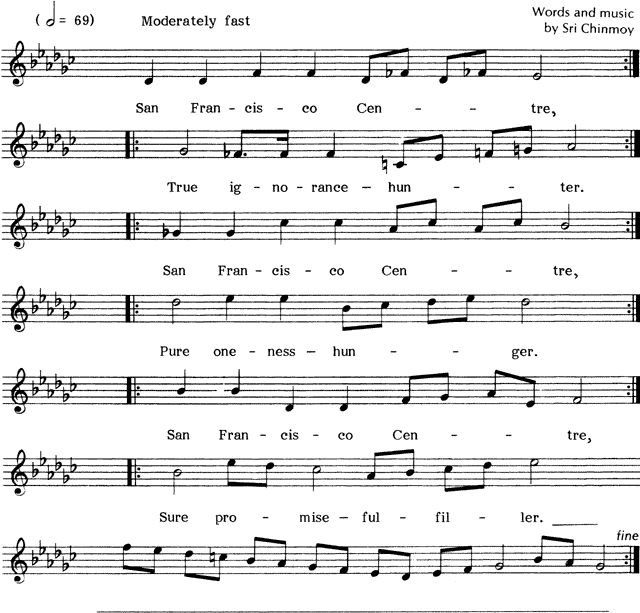 ( 𝅗𝅥 = 69) Moderately fast
Words and music
by Sri Chinmoy
San Fran - cis - co Cen - - - tre,
True ig - no - rance - hun - - - ter.
San Fran - cis - co Cen - - - tre,
Pure one - ness - hun - - - ger.
San Fran - cis - co Cen - - - tre,
Sure pro - mise - ful - fil - ler. ____
fine